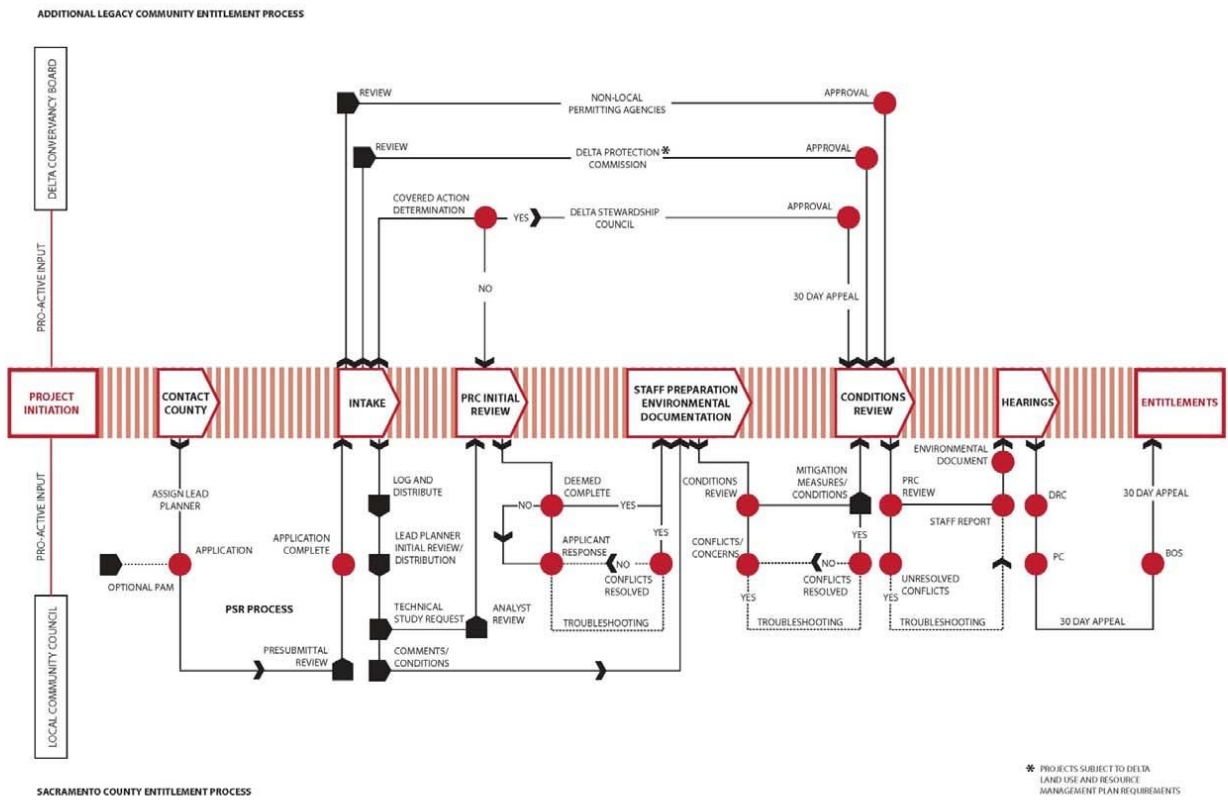 ADDITIONAL LEGACY COMMUNITY ENTITLEMENT PROCESS
DELTA CONVERVANCY BOARD
PRO-ACTIVE INPUT
REVIEW
NON-LOCAL
PERMITTING AGENCIES
APPROVAL
REVIEW
DELTA PROTECTION *
COMMISSION
APPROVAL
COVERED ACTION
DETERMINATION
YES
DELTA STEWARDSHIP
COUNCIL
APPROVAL
NO
30 DAY APPEAL
PROJECT
INITIATION
CONTACT
COUNTY
INTAKE
PRC INITIAL
REVIEW
STAFF PREPARATION
ENVIRONMENTAL
DOCUMENTATION
CONDITIONS
REVIEW
HEARINGS
ENTITLEMENTS
PRO-ACTIVE INPUT
LOCAL COMMUNITY COUNCIL
ASSIGN LEAD
PLANNER
APPLICATION
OPTIONAL PAM
PSR PROCESS
APPLICATION
COMPLETE
PRESUBMITTAL
REVIEW
LOG AND
DISTRIBUTE
LEAD PLANNER
INITIAL REVIEW/
DISTRIBUTION
TECHNICAL
STUDY REQUEST
ANALYST
REVIEW
COMMENTS/
CONDITIONS
DEEMED
COMPLETE
NO
YES
APPLICANT
RESPONSE
YES
NO
CONFLICTS
RESOLVED
TROUBLESHOOTING
CONDITIONS
REVIEW
MITIGATION
MEASURES/
CONDITIONS
CONFLICTS/
CONCERNS
YES
NO
CONFLICTS
RESOLVED
YES
TROUBLESHOOTING
PRC
REVIEW
ENVIRONMENTAL
DOCUMENT
STAFF REPORT
UNRESOLVED
CONFLICTS
YES
TROUBLESHOOTING
DRC
PC
30 DAY APPEAL
BOS
30 DAY APPEAL
* PROJECTS SUBJECT TO DELTA
LAND USE AND RESOURCE
MANAGEMENT PLAN REQUIREMENTS
SACRAMENTO COUNTY ENTITLEMENT PROCESS